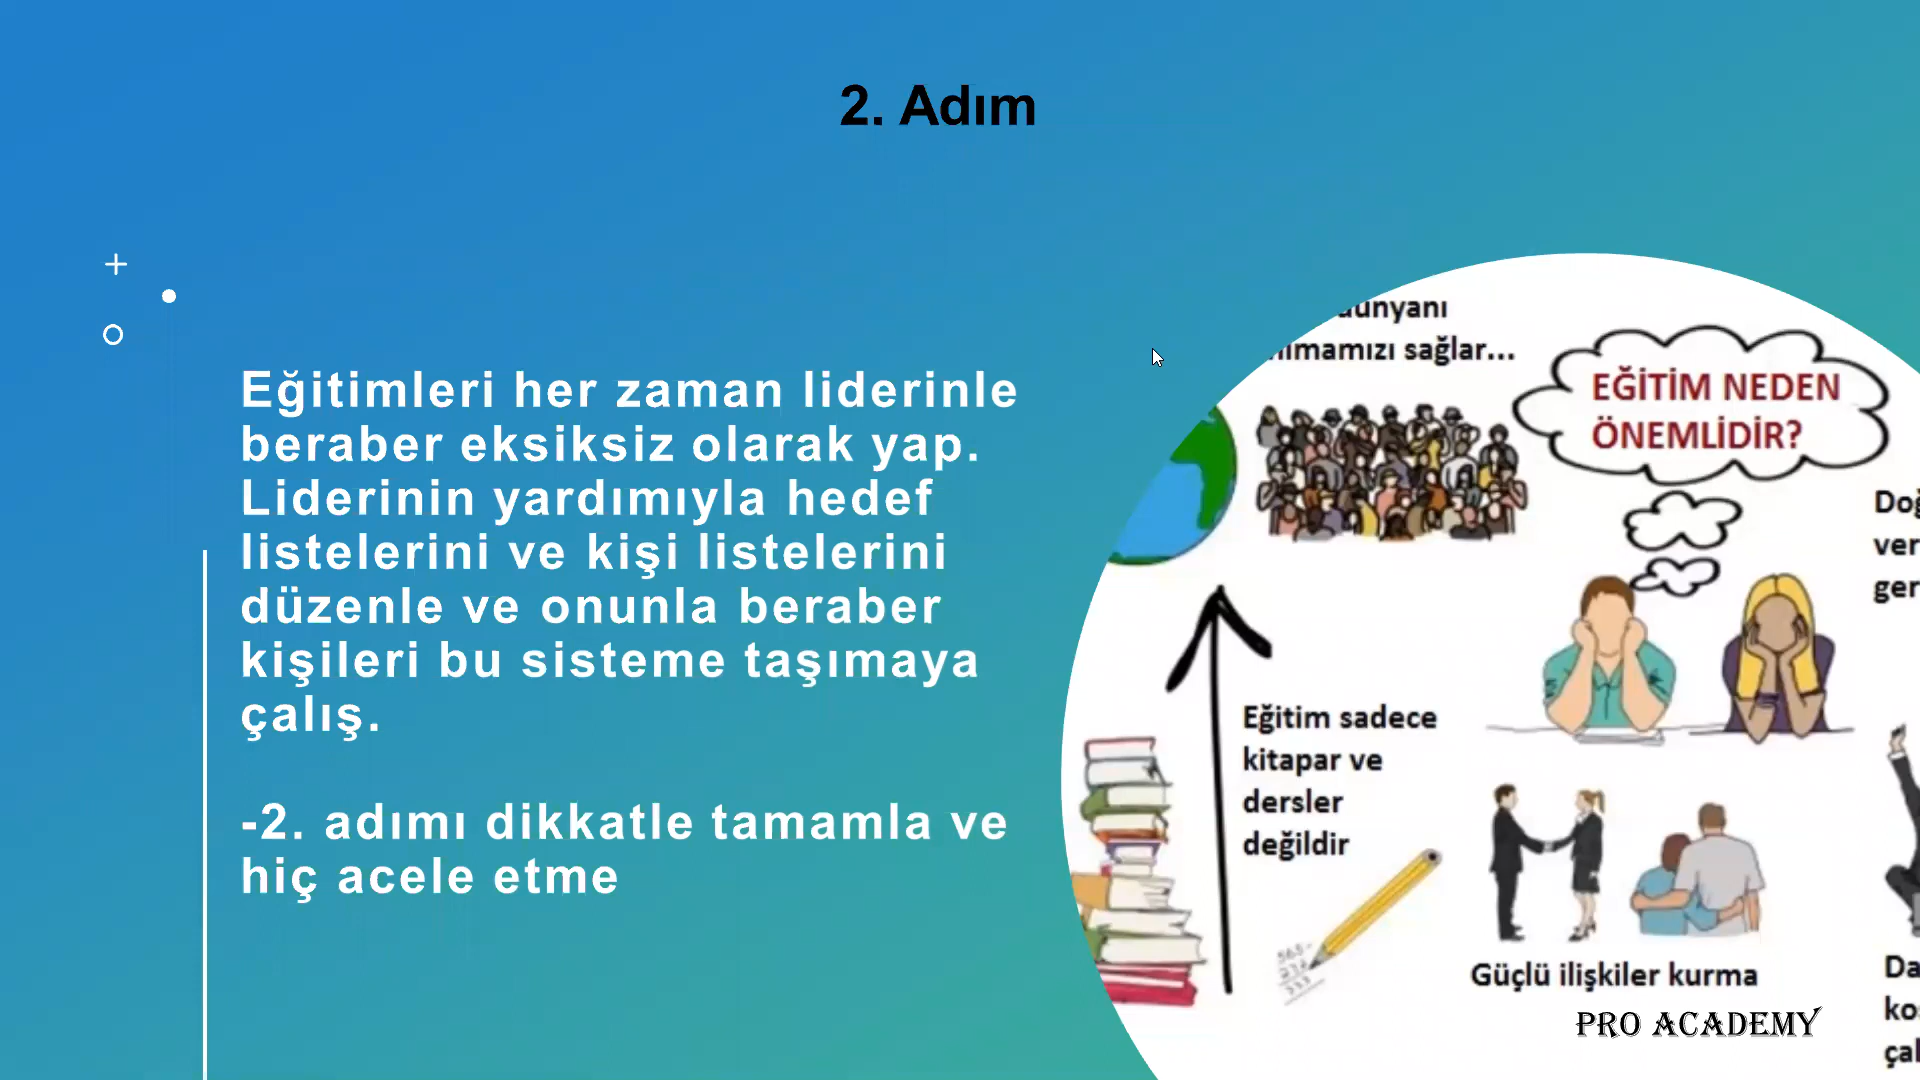 2. Adım
Eğitimleri her zaman liderinle
beraber eksiksiz olarak yap.
Liderinin yardımıyla hedef
listelerini ve kişi listelerini
düzenle ve onunla beraber
kişileri bu sisteme taşımaya
çalış.
-2. adımı dikkatle tamamla ve
hiç acele etme
sağlar...
EĞİTİM NEDEN
ÖNEMLİDİR?
Eğitim sadece
kitapar ve
dersler
değildir
Güçlü ilişkiler kurma
PRO ACADEMY